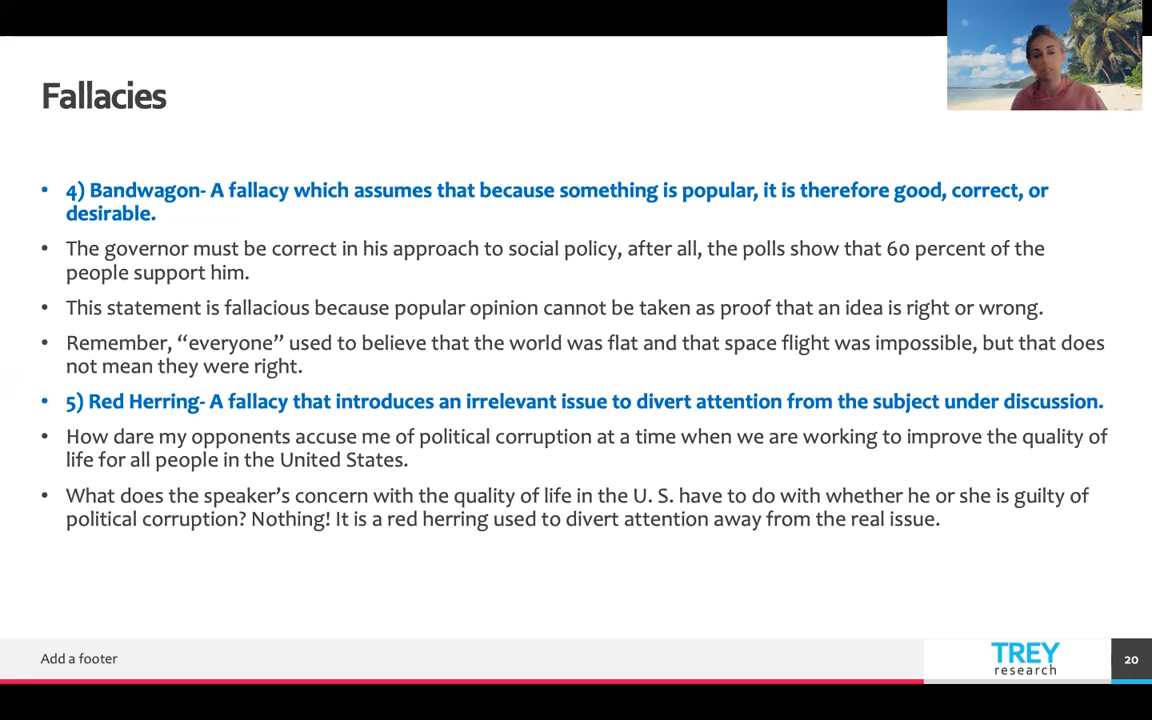 Fallacies
• 4) Bandwagon- A fallacy which assumes that because something is popular, it is therefore good, correct, or
desirable.
• The governor must be correct in his approach to social policy, after all, the polls show that 60 percent of the
people support him.
• This statement is fallacious because popular opinion cannot be taken as proof that an idea is right or wrong.
• Remember, “everyone” used to believe that the world was flat and that space flight was impossible, but that does
not mean they were right.
• 5) Red Herring- A fallacy that introduces an irrelevant issue to divert attention from the subject under discussion.
• How dare my opponents accuse me of political corruption at a time when we are working to improve the quality of
life for all people in the United States.
• What does the speaker’s concern with the quality of life in the U. S. have to do with whether he or she is guilty of
political corruption? Nothing! It is a red herring used to divert attention away from the real issue.
Add a footer
TREY
research
20